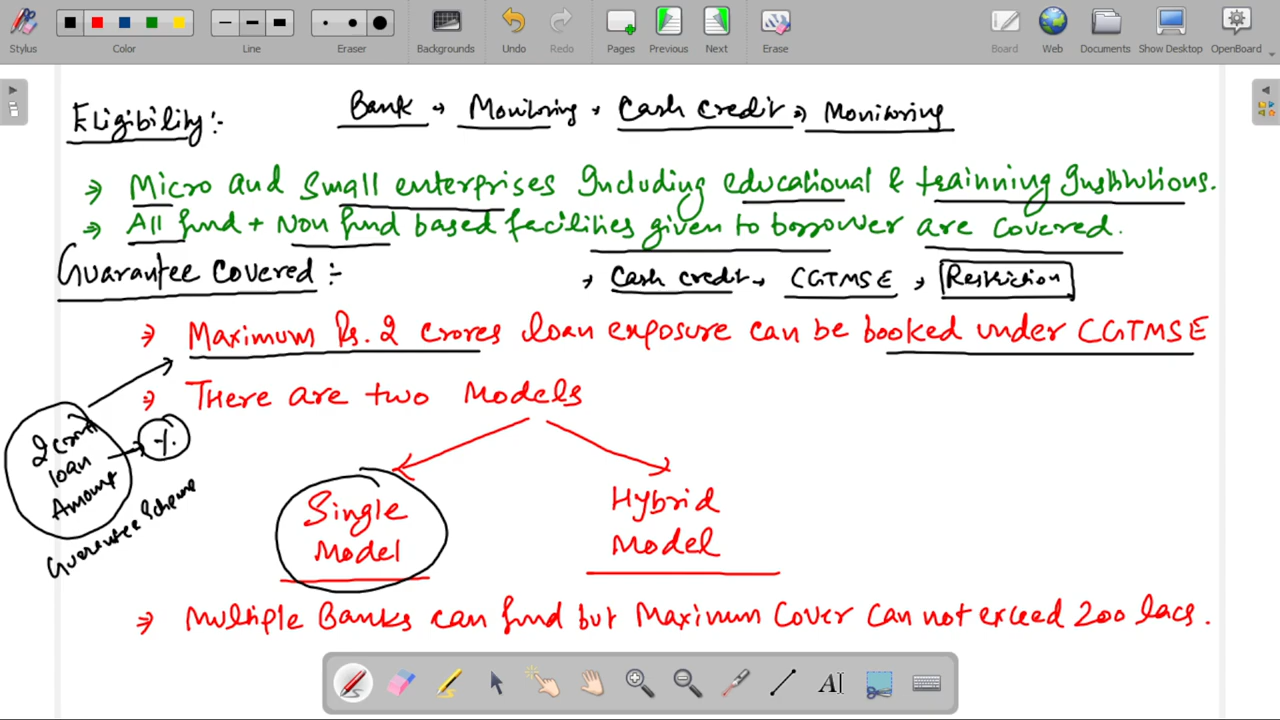 Stylus
Color
Line
Eraser
Backgrounds
Undo
Redo
Pages
Previous
Next
Erase
Board
Web
Documents
Show Desktop
OpenBoard
Eligibility :-
Bank → Monitoring → Cash credit → Monitoring
→ Micro and Small enterprises Including educational & trainning Institutions.
→ All fund + Non fund based facilities given to borrower are covered.
Guarantee Covered :-
→ Cash credit → CGTMSE → Restriction
→ Maximum Rs. 2 crores loan exposure can be booked under CGTMSE
→ There are two Models
2 crore
loan
Amount
→ %
Guarantee Scheme
Single
Model
Hybrid
Model
→ Multiple Banks can fund but Maximum Cover Can not exceed 200 lacs.